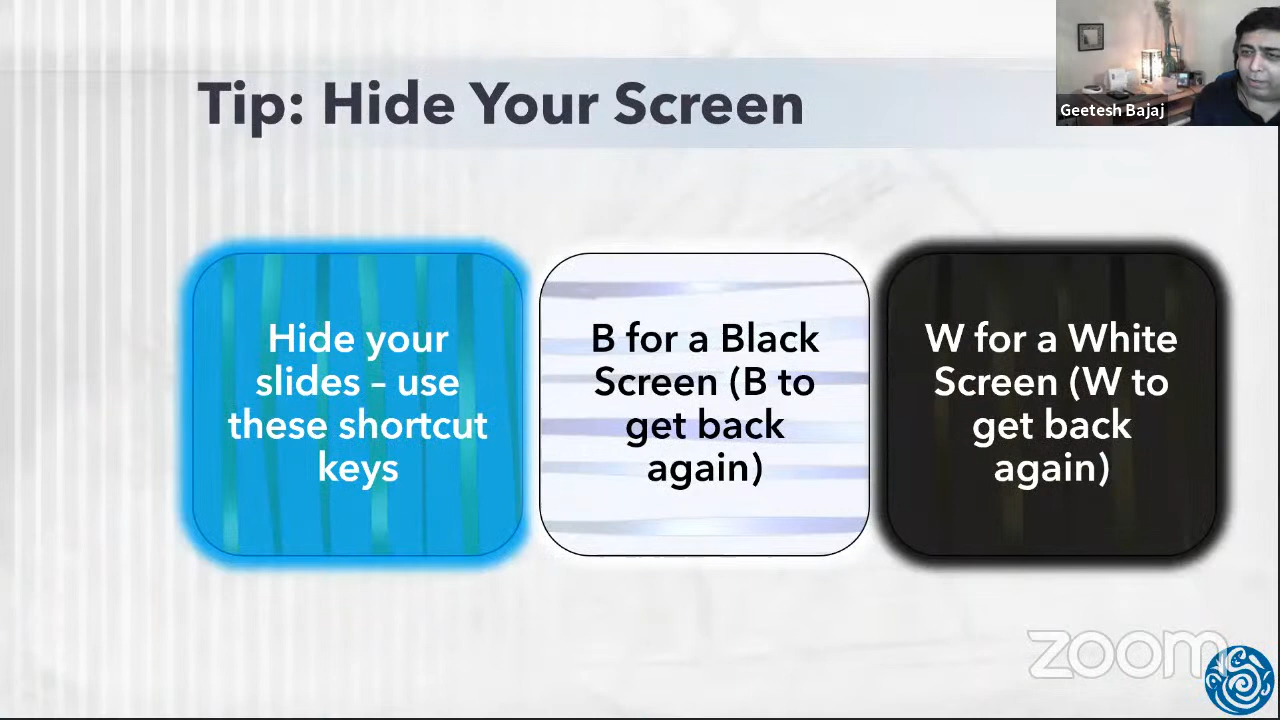 Tip: Hide Your Screen
Geetesh Bajaj
Hide your
slides – use
these shortcut
keys
B for a Black
Screen (B to
get back
again)
W for a White
Screen (W to
get back
again)
zoom